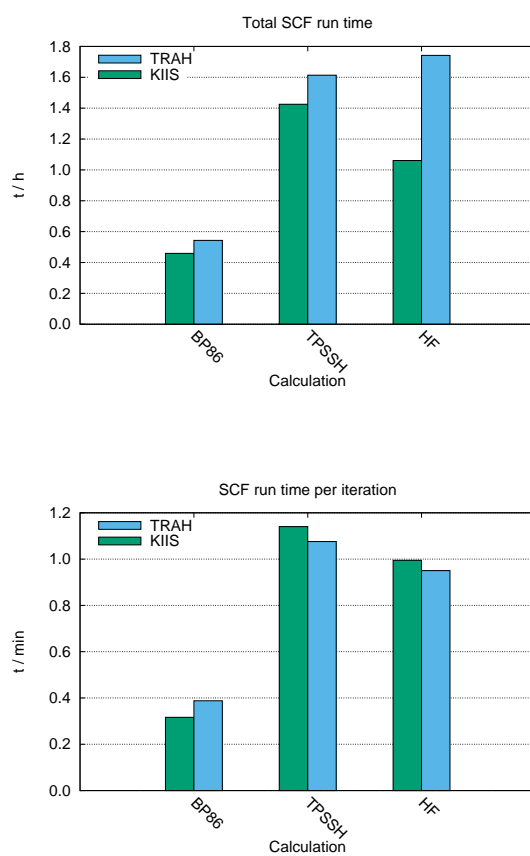 Total SCF run time
1.8
1.6
1.4
1.2
1.0
0.8
0.6
0.4
0.2
0.0
t / h
TRAH
KIIS
BP86
TPSSH
HF
Calculation
SCF run time per iteration
1.2
1.0
0.8
0.6
0.4
0.2
0.0
t / min
TRAH
KIIS
BP86
TPSSH
HF
Calculation